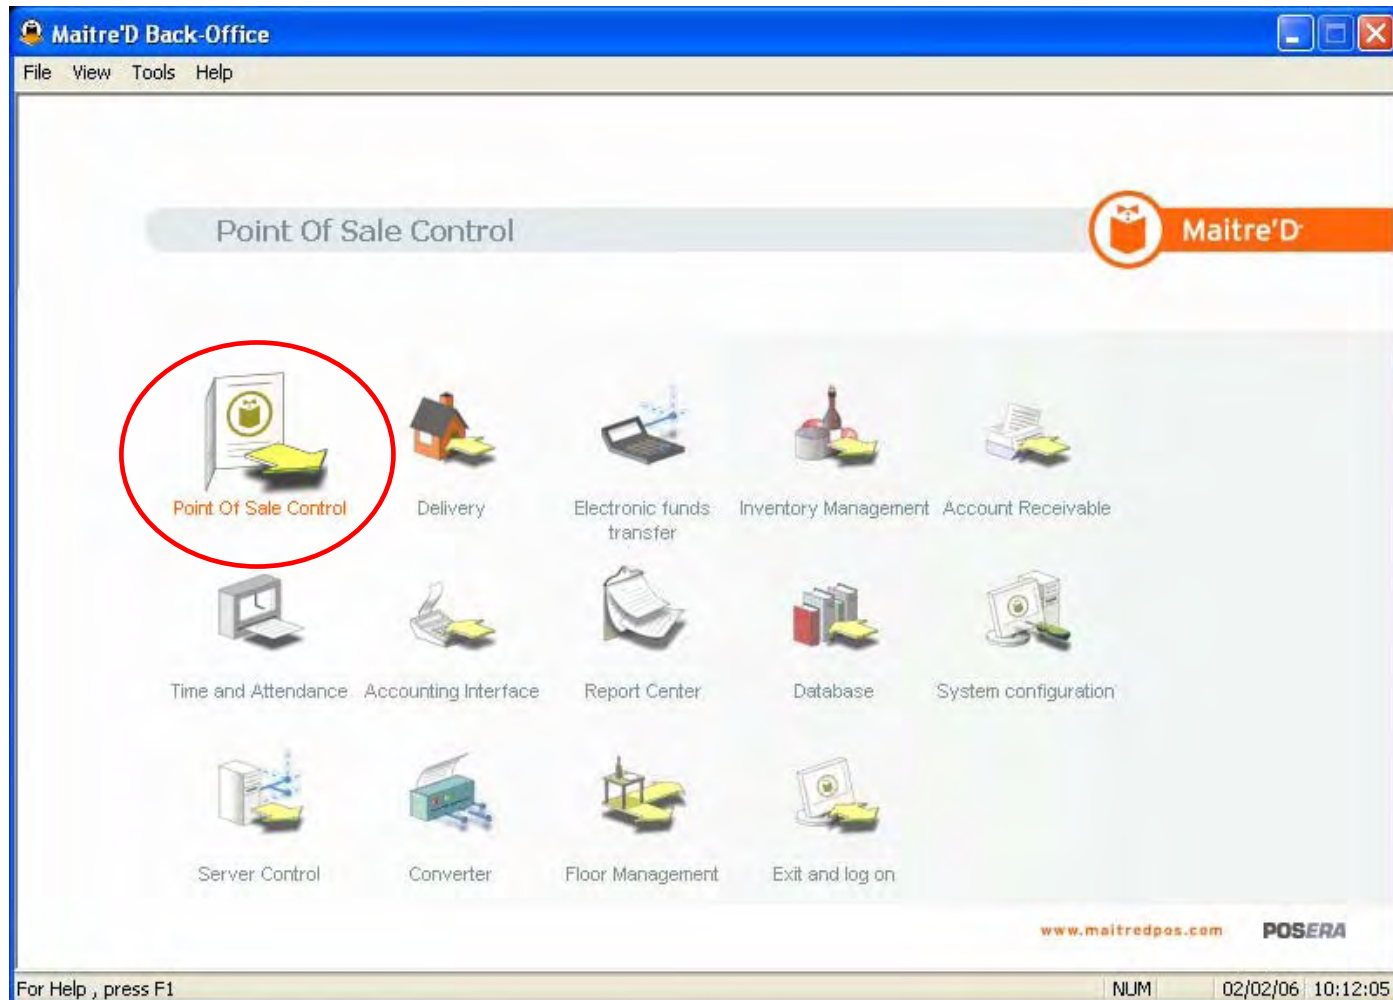 Maitre'D Back-Office
File View Tools Help
Point Of Sale Control
Maitre'D
Point Of Sale Control
Delivery
Electronic funds
transfer
Inventory Management
Account Receivable
Time and Attendance
Accounting Interface
Report Center
Database
System configuration
Server Control
Converter
Floor Management
Exit and log on
www.maitredpos.com
POSERA
For Help , press F1
NUM
02/02/06
10:12:05